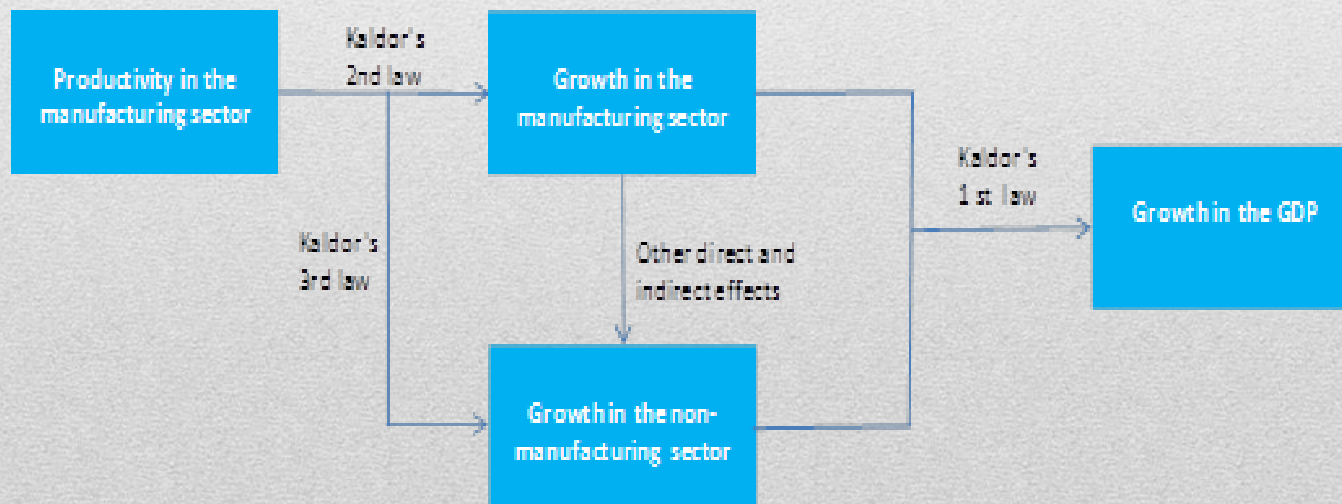 Kaldor's
2nd law
Productivity in the
manufacturing sector
Growth in the
manufacturing sector
Kaldor's
1 st law
Growth in the GDP
Kaldor's
3rd law
Other direct and
indirect effects
Growth in the non-
manufacturing sector